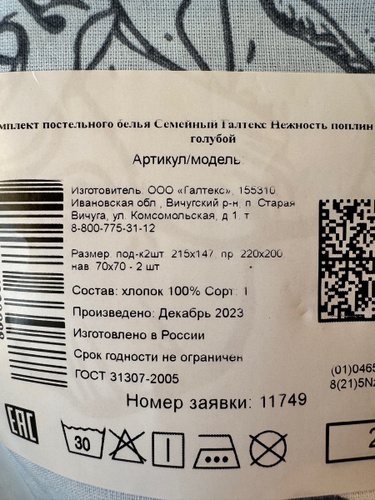 мплект постельного белья Семейный Галтекс Нежность поплин
голубой
Артикул/модель
Изготовитель: ООО «Галтекс», 155310
Ивановская обл., Вичугский р-н, п. Старая
Вичуга, ул. Комсомольская, д 1, т
8-800-775-31-12
Размер: под-к2шт. 215х147, пр. 220х200
нав. 70х70 - 2 шт
Состав: хлопок 100% Сорт: 1
Произведено: Декабрь 2023
Изготовлено в России
Срок годности не ограничен
ГОСТ 31307-2005
(01)0465
8(21)5Nz
Номер заявки: 11749
EAC
30
2